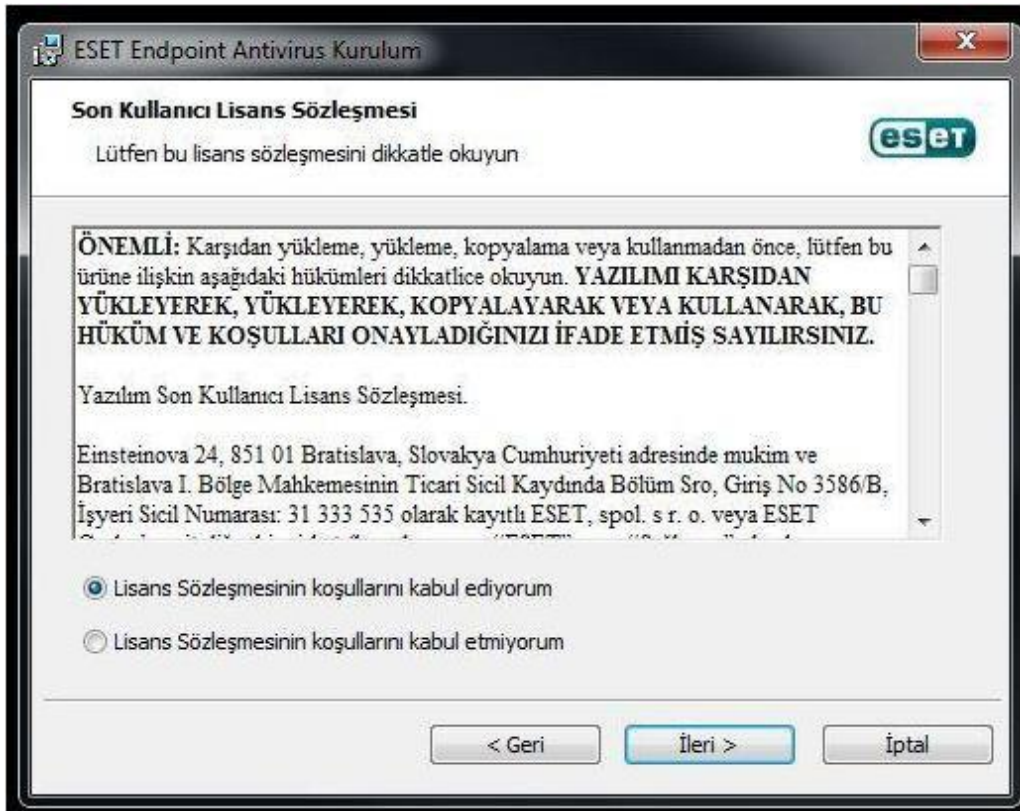 ESET Endpoint Antivirus Kurulum
Son Kullanıcı Lisans Sözleşmesi
Lütfen bu lisans sözleşmesini dikkatle okuyun
eseT
ÖNEMLİ: Karşıdan yükleme, yükleme, kopyalama veya kullanmadan önce, lütfen bu
ürüne ilişkin aşağıdaki hükümleri dikkatlice okuyun. YAZILIMI KARŞIDAN
YÜKLEYEREK, YÜKLEYEREK, KOPYALAYARAK VEYA KULLANARAK, BU
HÜKÜM VE KOŞULLARI ONAYLADIĞINIZI İFADE ETMİŞ SAYILIRSINIZ.
Yazılım Son Kullanıcı Lisans Sözleşmesi.
Einsteinova 24, 851 01 Bratislava, Slovakya Cumhuriyeti adresinde mukim ve
Bratislava I. Bölge Mahkemesinin Ticari Sicil Kaydında Bölüm Sro, Giriş No 3586/B,
İşyeri Sicil Numarası: 31 333 535 olarak kayıtlı ESET, spol. s r. o. veya ESET
Lisans Sözleşmesinin koşullarını kabul ediyorum
Lisans Sözleşmesinin koşullarını kabul etmiyorum
< Geri
İleri >
İptal